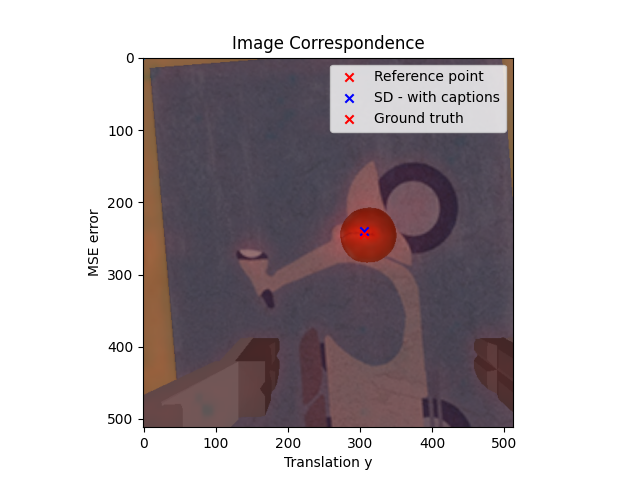 Image Correspondence
Reference point
SD - with captions
Ground truth
0
100
200
300
400
500
MSE error
0
100
200
300
400
500
Translation y